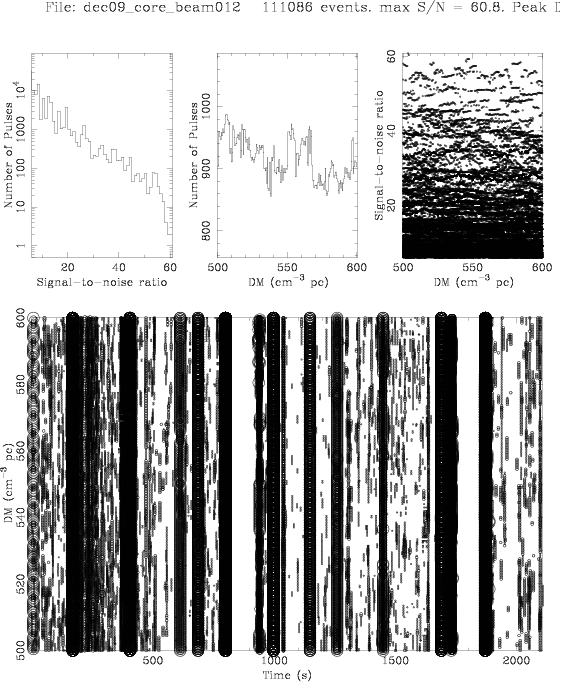 File: dec09_core_beam012 111086 events. max S/N = 60.8. Peak D
Number of Pulses
1 10 100 1000 10⁴
20 40 60
Signal-to-noise ratio
Number of Pulses
800 900 1000
500 550 600
DM (cm⁻³ pc)
Signal-to-noise ratio
20 40 60
500 550 600
DM (cm⁻³ pc)
DM (cm⁻³ pc)
500 520 540 560 580 600
500 1000 1500 2000
Time (s)